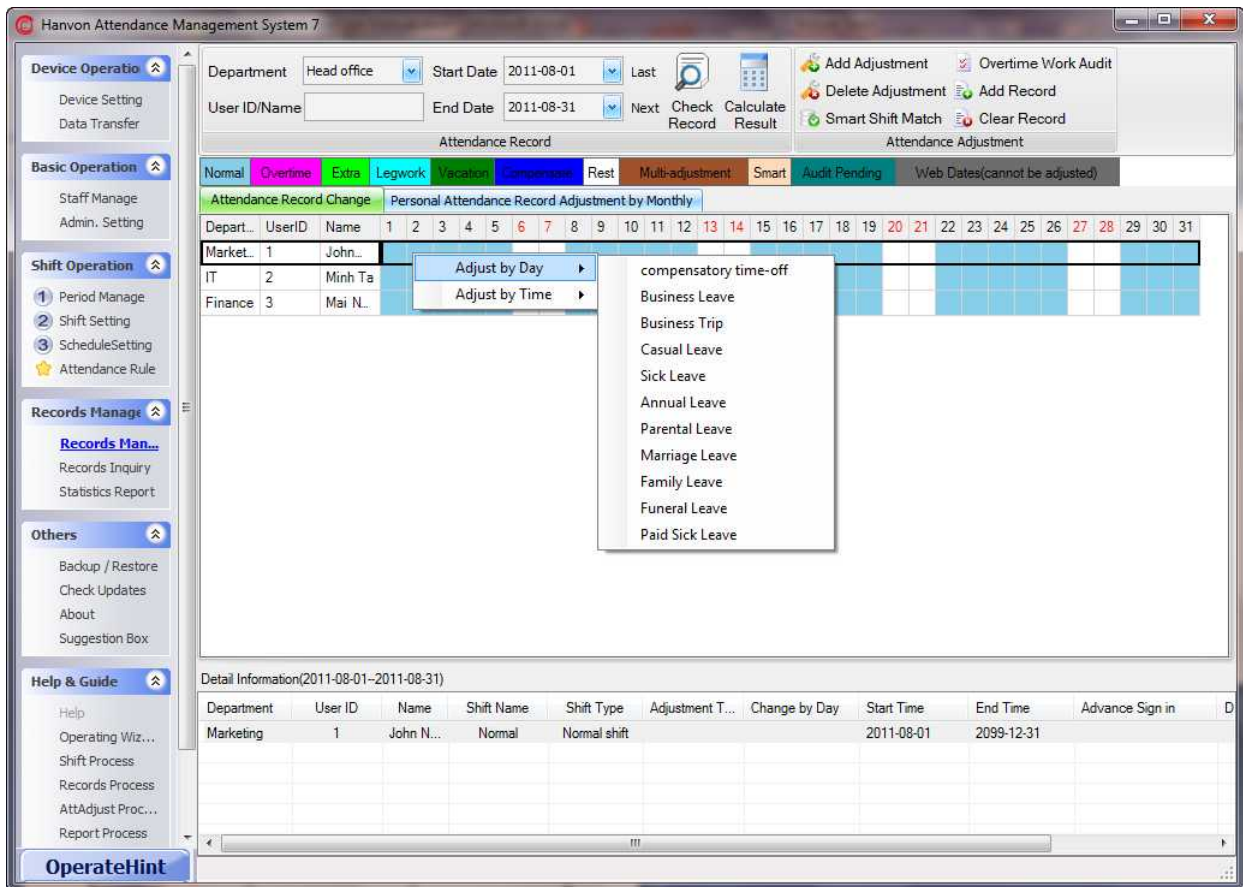 Hanvon Attendance Management System 7
Device Operatio
Device Setting
Data Transfer
Basic Operation
Staff Manage
Admin. Setting
Shift Operation
1 Period Manage
2 Shift Setting
3 ScheduleSetting
Attendance Rule
Records Manage
Records Man...
Records Inquiry
Statistics Report
Others
Backup / Restore
Check Updates
About
Suggestion Box
Help & Guide
Help
Operating Wiz...
Shift Process
Records Process
AttAdjust Proc...
Report Process
OperateHint
Department Head office Start Date 2011-08-01 Last
User ID/Name End Date 2011-08-31 Next
Check Record
Calculate Result
Attendance Record
Add Adjustment Overtime Work Audit
Delete Adjustment Add Record
Smart Shift Match Clear Record
Attendance Adjustment
Normal Overtime Extra Legwork Vacation Compensate Rest Multi-adjustment Smart Audit Pending Web Dates(cannot be adjusted)
Attendance Record Change Personal Attendance Record Adjustment by Monthly
Depart... UserID Name 1 2 3 4 5 6 7 8 9 10 11 12 13 14 15 16 17 18 19 20 21 22 23 24 25 26 27 28 29 30 31
Market... 1 John...
IT 2 Minh Ta
Finance 3 Mai N...
Adjust by Day
Adjust by Time
compensatory time-off
Business Leave
Business Trip
Casual Leave
Sick Leave
Annual Leave
Parental Leave
Marriage Leave
Family Leave
Funeral Leave
Paid Sick Leave
Detail Information(2011-08-01--2011-08-31)
Department User ID Name Shift Name Shift Type Adjustment T... Change by Day Start Time End Time Advance Sign in D
Marketing 1 John N... Normal Normal shift 2011-08-01 2099-12-31